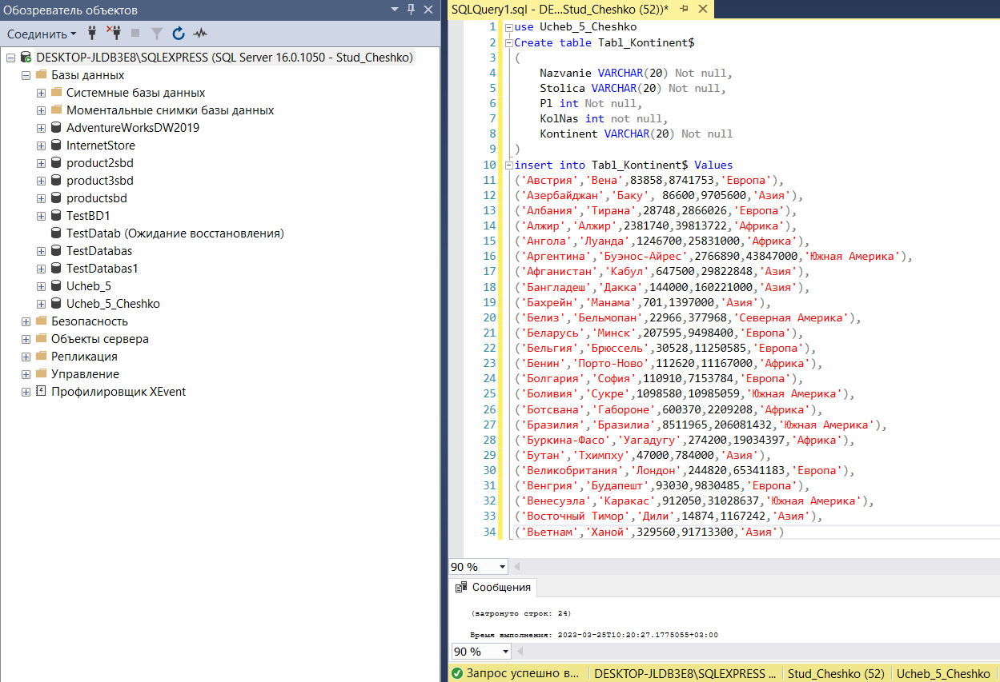 Обозреватель объектов
Соединить
DESKTOP-JLDB3E8\SQLEXPRESS (SQL Server 16.0.1050 - Stud_Cheshko)
Базы данных
Системные базы данных
Моментальные снимки базы данных
AdventureWorksDW2019
InternetStore
product2sbd
product3sbd
productsbd
TestBD1
TestDatab (Ожидание восстановления)
TestDatabas
TestDatabas1
Ucheb_5
Ucheb_5_Cheshko
Безопасность
Объекты сервера
Репликация
Управление
Профилировщик XEvent
SQLQuery1.sql - DE...Stud_Cheshko (52))*
1 use Ucheb_5_Cheshko
2 Create table Tabl_Kontinent$
3 (
4 Nazvanie VARCHAR(20) Not null,
5 Stolica VARCHAR(20) Not null,
6 Pl int Not null,
7 KolNas int not null,
8 Kontinent VARCHAR(20) Not null
9 )
10 insert into Tabl_Kontinent$ Values
11 ('Австрия','Вена',83858,8741753,'Европа'),
12 ('Азербайджан','Баку', 86600,9705600,'Азия'),
13 ('Албания','Тирана',28748,2866026,'Европа'),
14 ('Алжир','Алжир',2381740,39813722,'Африка'),
15 ('Ангола','Луанда',1246700,25831000,'Африка'),
16 ('Аргентина','Буэнос-Айрес',2766890,43847000,'Южная Америка'),
17 ('Афганистан','Кабул',647500,29822848,'Азия'),
18 ('Бангладеш','Дакка',144000,160221000,'Азия'),
19 ('Бахрейн','Манама',701,1397000,'Азия'),
20 ('Белиз','Бельмопан',22966,377968,'Северная Америка'),
21 ('Беларусь','Минск',207595,9498400,'Европа'),
22 ('Бельгия','Брюссель',30528,11250585,'Европа'),
23 ('Бенин','Порто-Ново',112620,11167000,'Африка'),
24 ('Болгария','София',110910,7153784,'Европа'),
25 ('Боливия','Сукре',1098580,10985059,'Южная Америка'),
26 ('Ботсвана','Габороне',600370,2209208,'Африка'),
27 ('Бразилия','Бразилиа',8511965,206081432,'Южная Америка'),
28 ('Буркина-Фасо','Уагадугу',274200,19034397,'Африка'),
29 ('Бутан','Тхимпху',47000,784000,'Азия'),
30 ('Великобритания','Лондон',244820,65341183,'Европа'),
31 ('Венгрия','Будапешт',93030,9830485,'Европа'),
32 ('Венесуэла','Каракас',912050,31028637,'Южная Америка'),
33 ('Восточный Тимор','Дили',14874,1167242,'Азия'),
34 ('Вьетнам','Ханой',329560,91713300,'Азия')
90 %
Сообщения
(затронуто строк: 24)
Время выполнения: 2023-03-25T10:20:27.1775055+03:00
90 %
Запрос успешно в... DESKTOP-JLDB3E8\SQLEXPRESS ... Stud_Cheshko (52) Ucheb_5_Cheshko